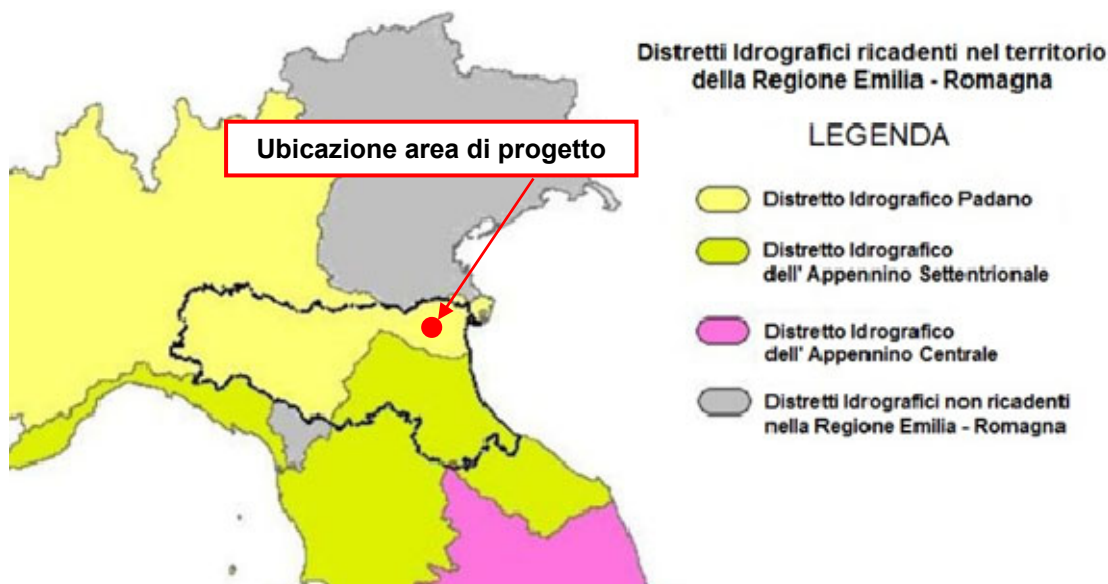 Distretti Idrografici ricadenti nel territorio
della Regione Emilia - Romagna
LEGENDA
Ubicazione area di progetto
Distretto Idrografico Padano
Distretto Idrografico
dell' Appennino Settentrionale
Distretto Idrografico
dell' Appennino Centrale
Distretti Idrografici non ricadenti
nella Regione Emilia - Romagna